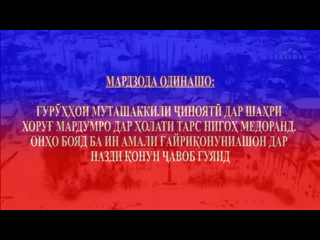 МАРДЗОДА ОДИНАШО:
ГУРӮҲҲОИ МУТАШАККИЛИ ҶИНОЯТӢ ДАР ШАҲРИ
ХОРУҒ МАРДУМРО ДАР ҲОЛАТИ ТАРС НИГОҲ МЕДОРАНД.
ОНҲО БОЯД БА ИН АМАЛИ ҒАЙРИҚОНУНИАШОН ДАР
НАЗДИ ҚОНУН ҶАВОБ ГУЯНД